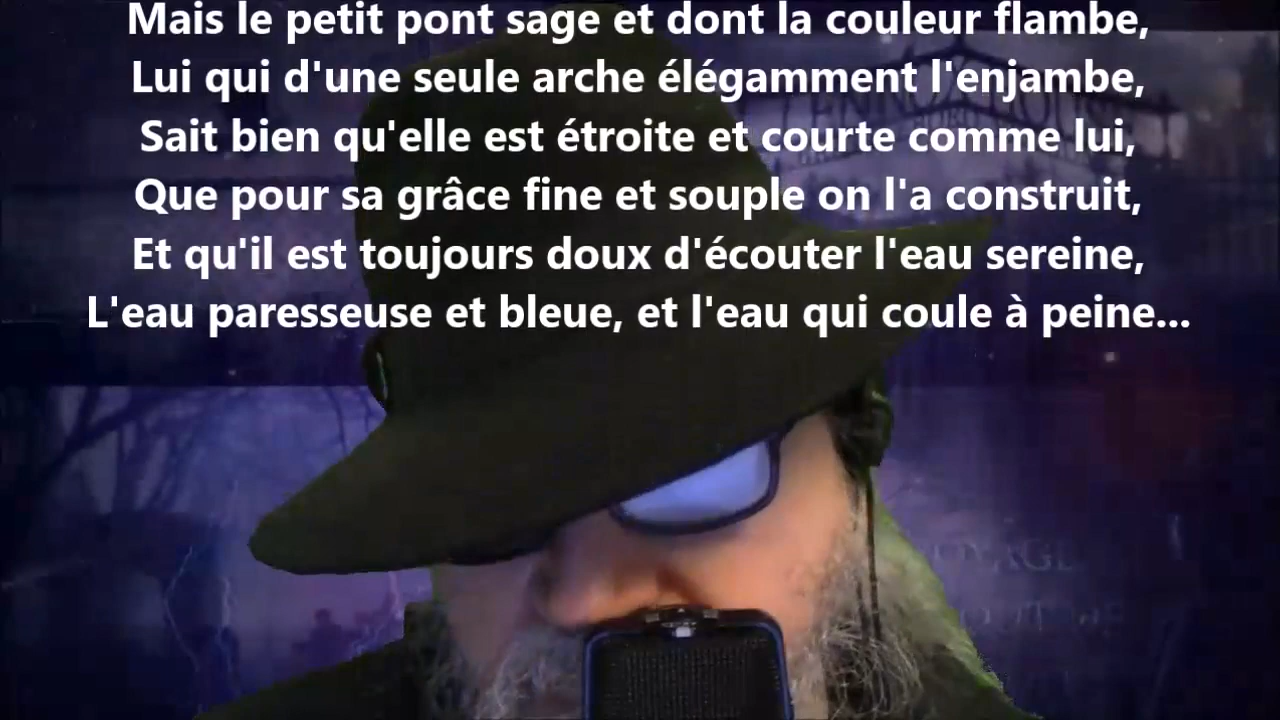 Mais le petit pont sage et dont la couleur flambe,
Lui qui d'une seule arche élégamment l'enjambe,
Sait bien qu'elle est étroite et courte comme lui,
Que pour sa grâce fine et souple on l'a construit,
Et qu'il est toujours doux d'écouter l'eau sereine,
L'eau paresseuse et bleue, et l'eau qui coule à peine...